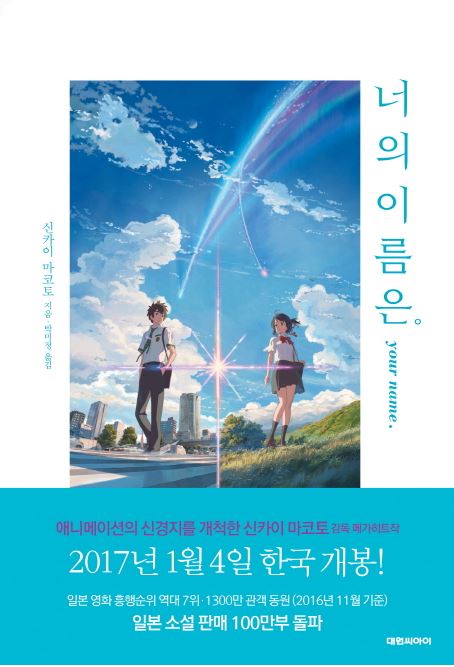 너의 이름은。
your name.
신카이 마코토 지음 · 박미정 옮김
애니메이션의 신경지를 개척한 신카이 마코토 감독 메가히트작
2017년 1월 4일 한국 개봉!
일본 영화 흥행순위 역대 7위·1300만 관객 동원 (2016년 11월 기준)
일본 소설 판매 100만부 돌파
대원씨아이